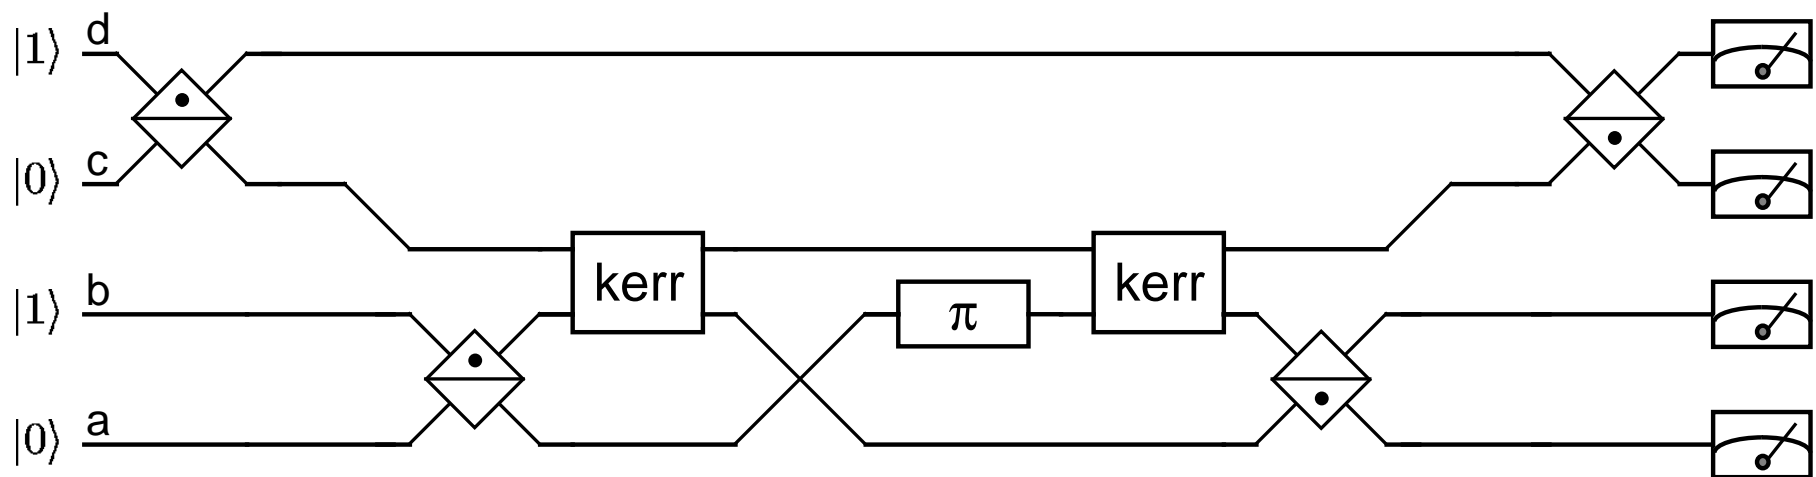 |1⟩ d
|0⟩ c
kerr kerr
|1⟩ b
π
|0⟩ a